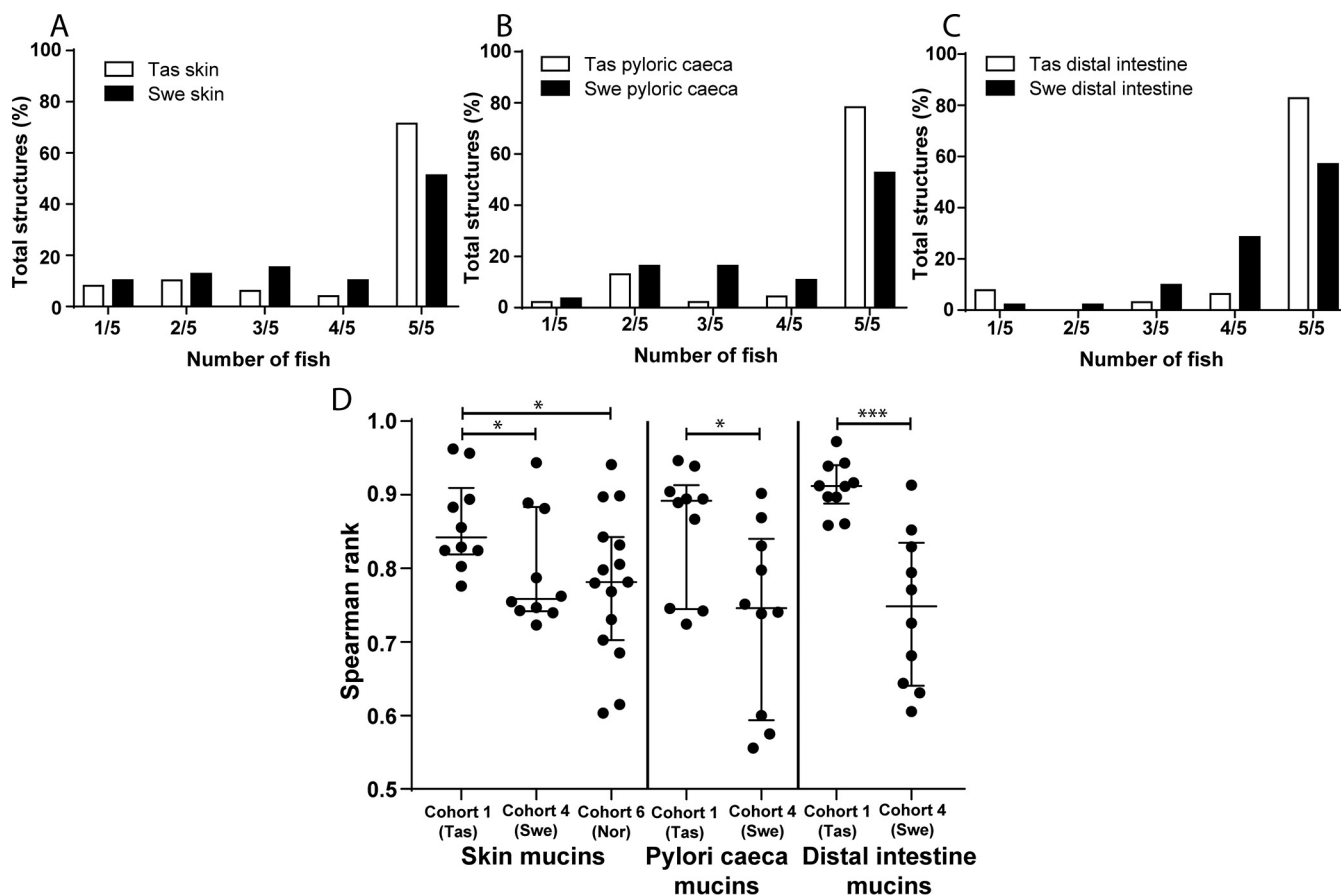 A
100
80
60
40
20
0
Total structures (%)
Tas skin
Swe skin
1/5 2/5 3/5 4/5 5/5
Number of fish
B
100
80
60
40
20
0
Total structures (%)
Tas pyloric caeca
Swe pyloric caeca
1/5 2/5 3/5 4/5 5/5
Number of fish
C
100
80
60
40
20
0
Total structures (%)
Tas distal intestine
Swe distal intestine
1/5 2/5 3/5 4/5 5/5
Number of fish
D
1.0
0.9
0.8
0.7
0.6
0.5
Spearman rank
*
*
*
***
Cohort 1 Cohort 4 Cohort 6 Cohort 1 Cohort 4 Cohort 1 Cohort 4
(Tas) (Swe) (Nor) (Tas) (Swe) (Tas) (Swe)
Skin mucins Pylori caeca Distal intestine
mucins mucins